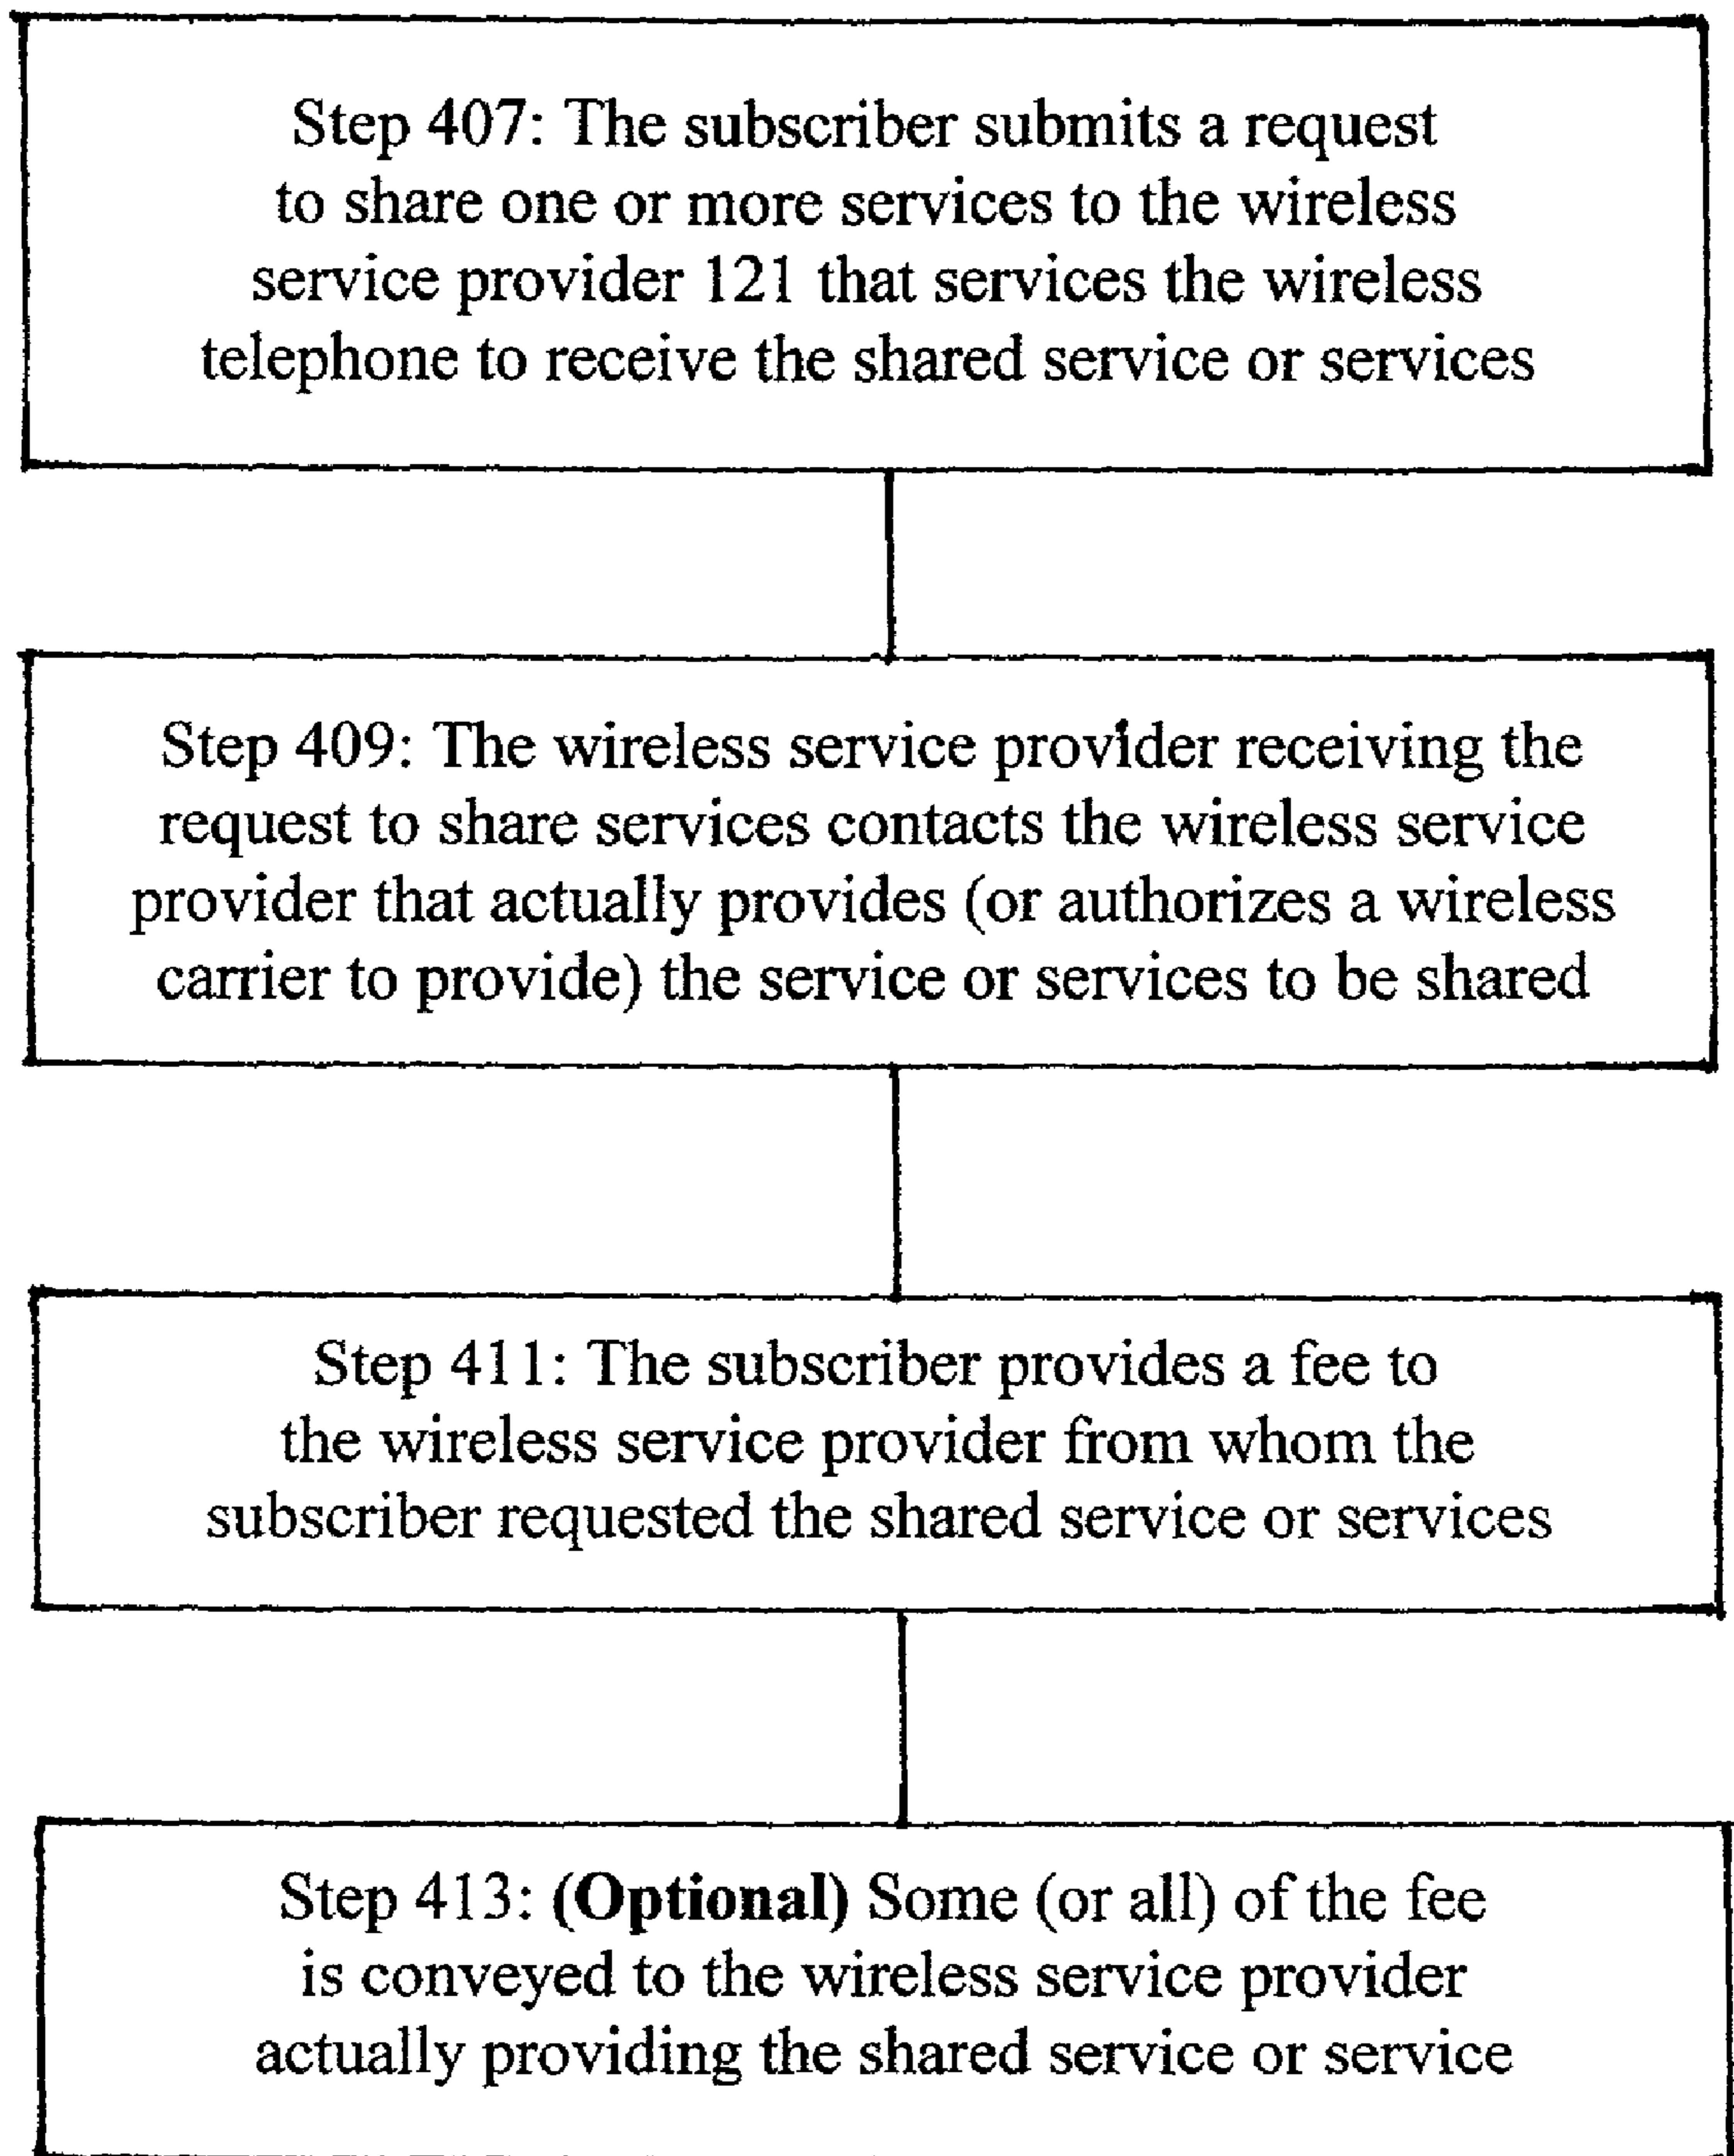 Step 407: The subscriber submits a request
to share one or more services to the wireless
service provider 121 that services the wireless
telephone to receive the shared service or services
Step 409: The wireless service provider receiving the
request to share services contacts the wireless service
provider that actually provides (or authorizes a wireless
carrier to provide) the service or services to be shared
Step 411: The subscriber provides a fee to
the wireless service provider from whom the
subscriber requested the shared service or services
Step 413: (Optional) Some (or all) of the fee
is conveyed to the wireless service provider
actually providing the shared service or service